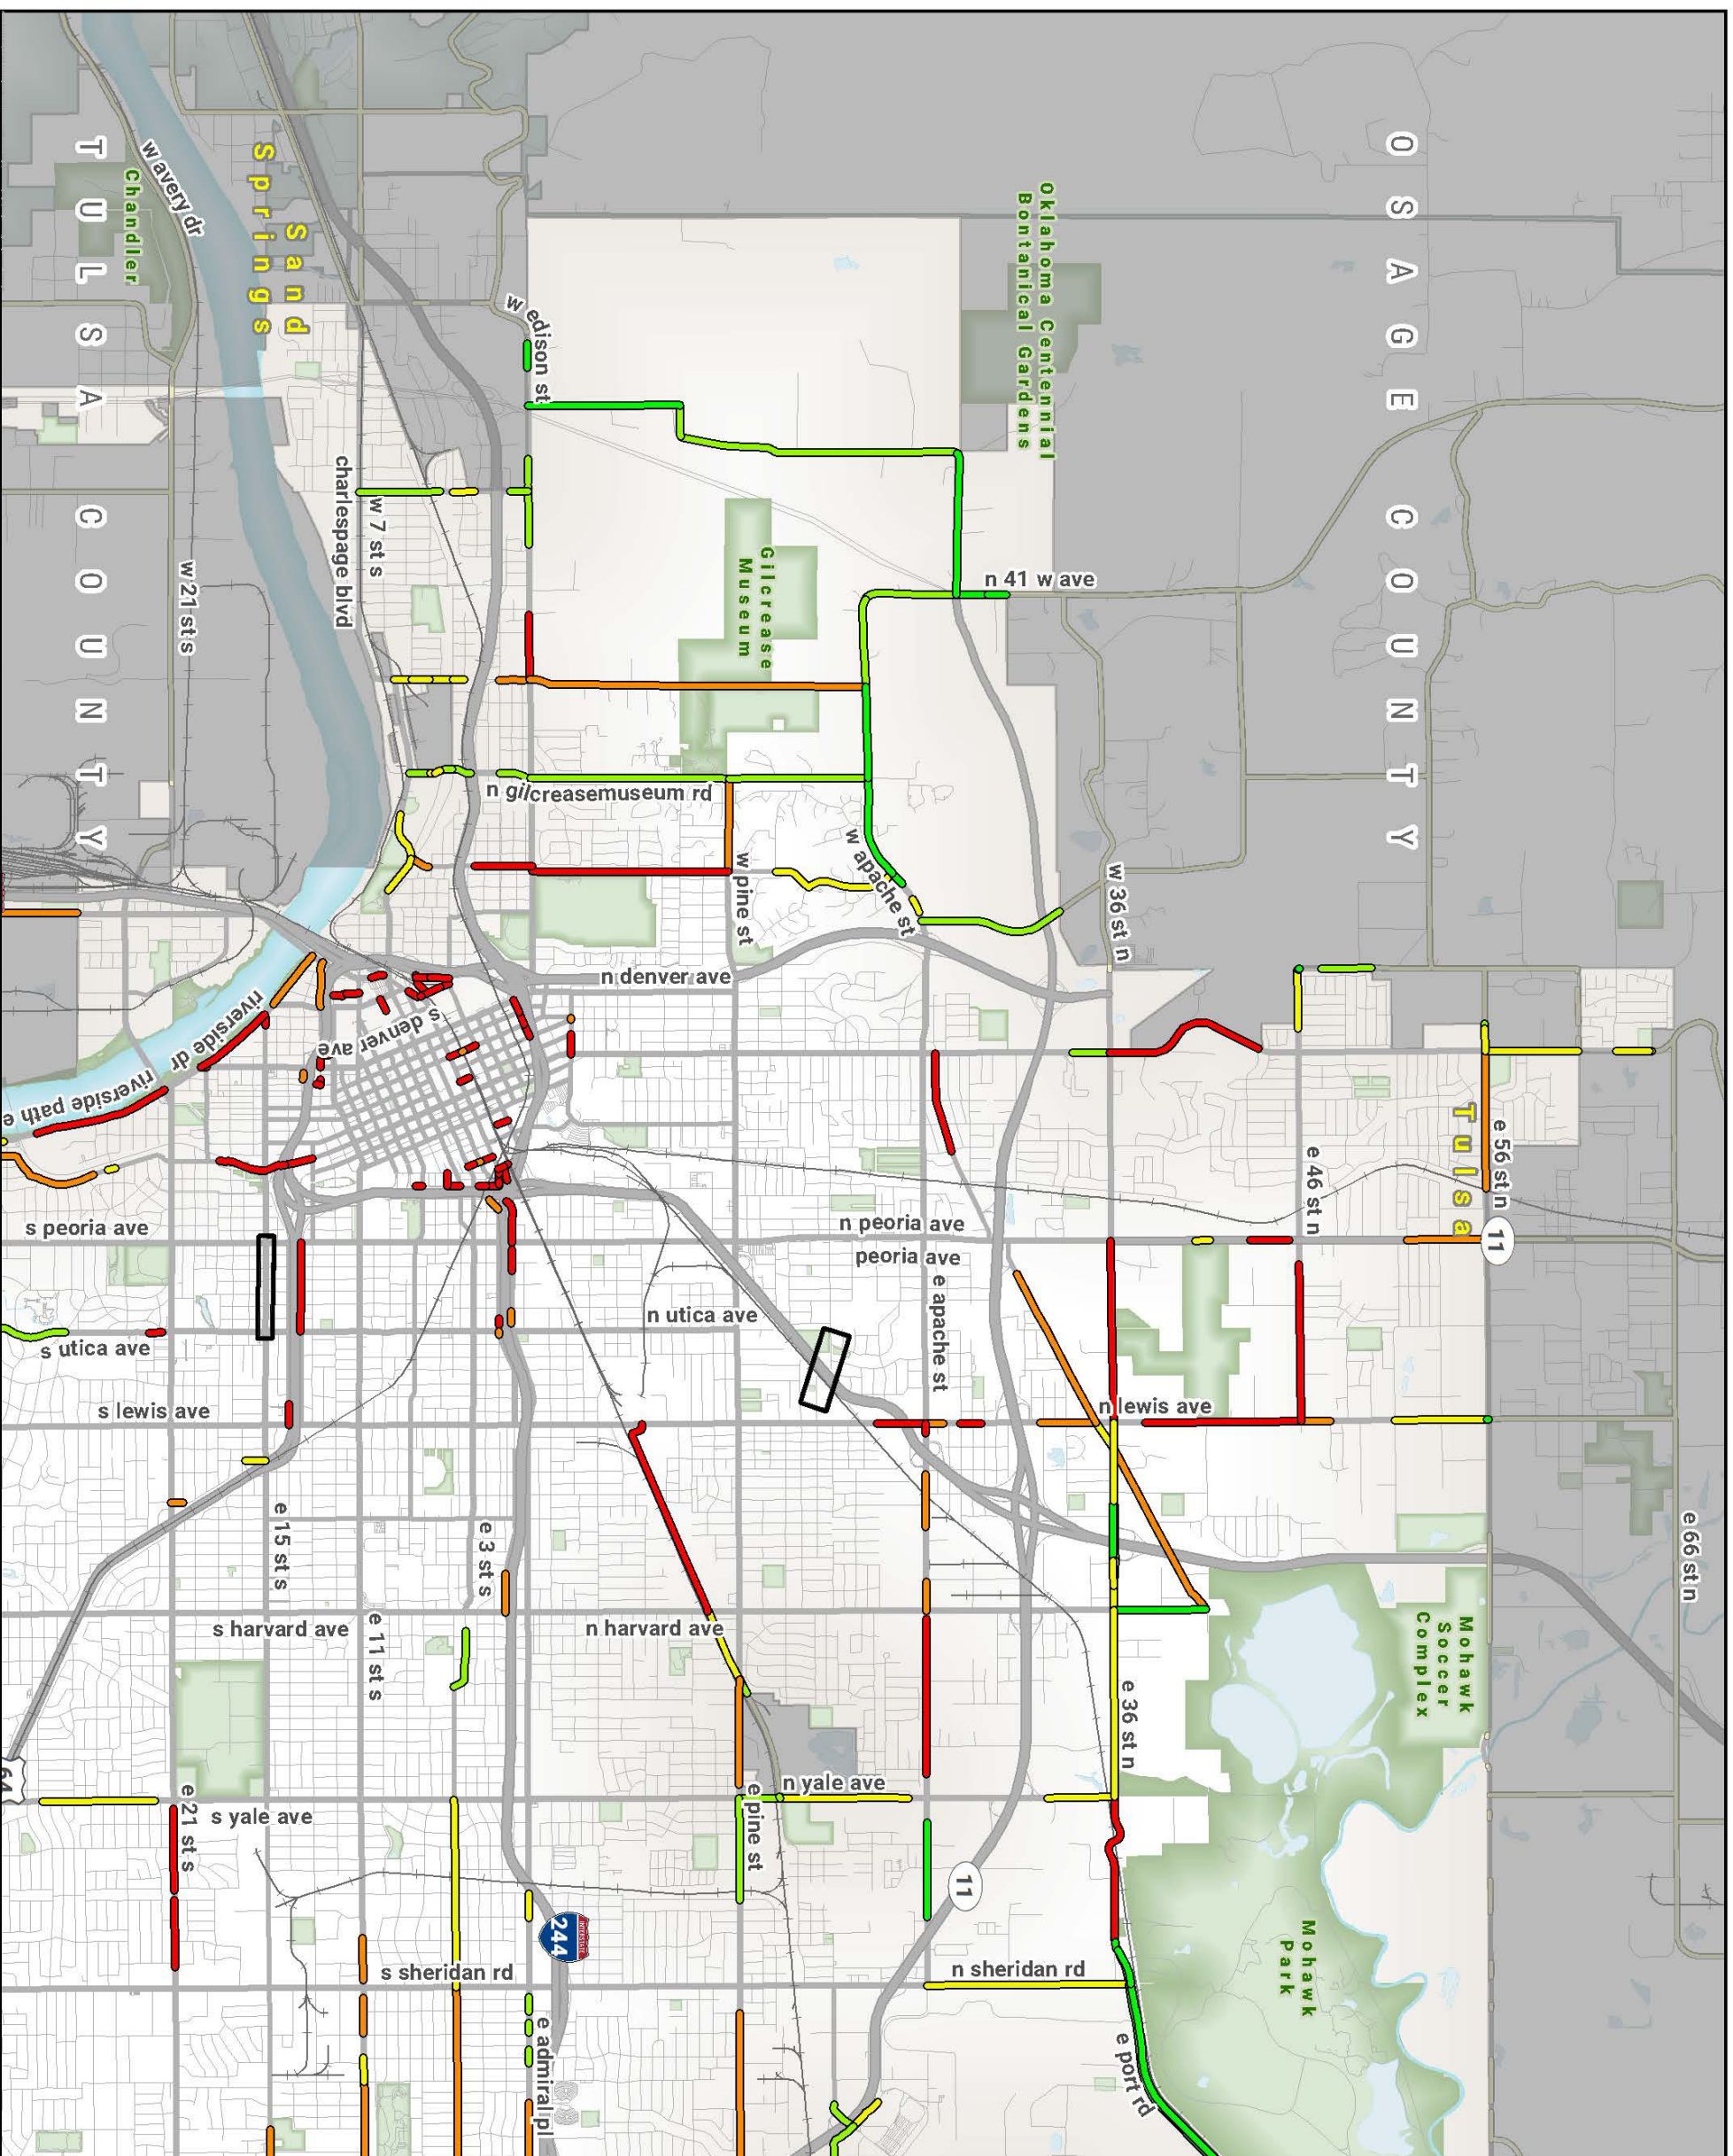 OSAGE COUNTY
TULSA COUNTY
w avery dr
Chandler
Sand
Springs
Oklahoma Centennial
Bontanical Gardens
w edison st
charlespage blvd
w 7 st s
w 21 st s
Gilcrease
Museum
n 41 w ave
n gilcreasemuseum rd
w pine st
w apache st
w 36 st n
n denver ave
s denver ave
riverside dr
riverside path e
Tulsa
e 56 st n
e 46 st n
11
s peoria ave
n peoria ave
peoria ave
e apache st
n utica ave
s utica ave
s lewis ave
n lewis ave
e 15 st s
e 3 st s
e 66 st n
s harvard ave
e 11 st s
n harvard ave
Mohawk
Soccer
Complex
e 36 st n
64
e 21 st s
s yale ave
n yale ave
e pine st
11
INTERSTATE
244
Mohawk
Park
s sheridan rd
n sheridan rd
e admiral pl
e port rd